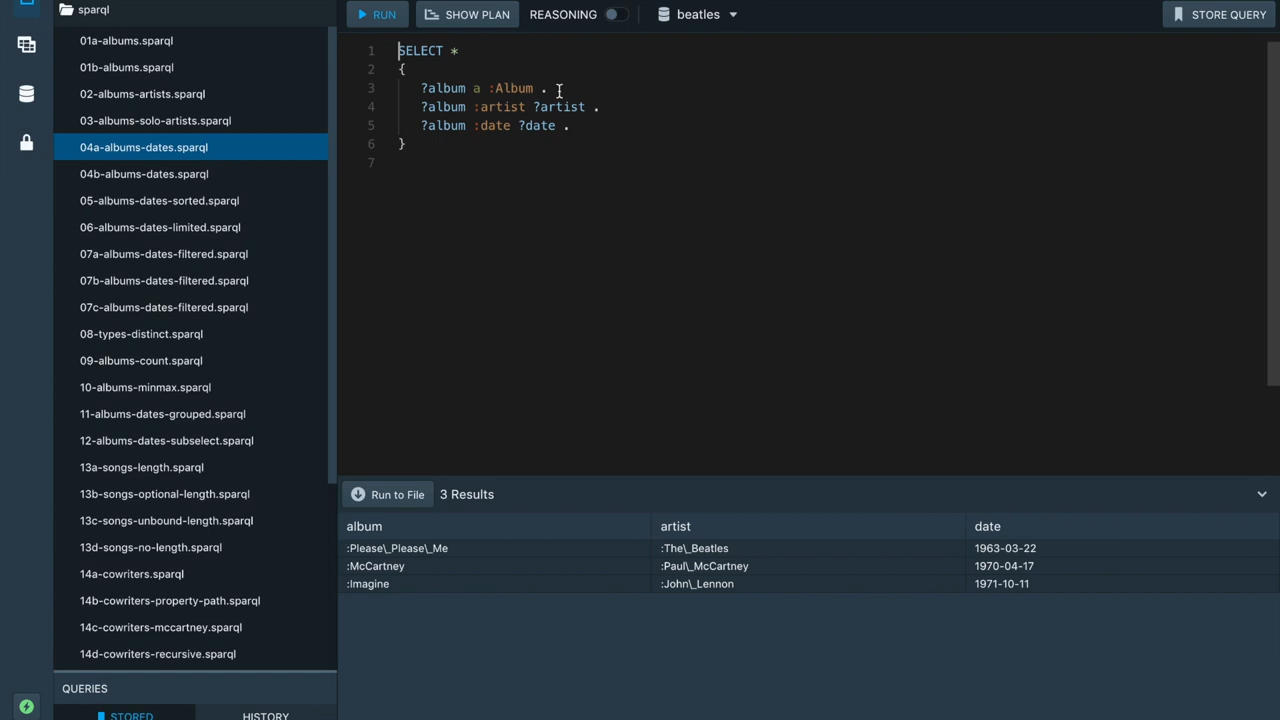 sparql
01a-albums.sparql
01b-albums.sparql
02-albums-artists.sparql
03-albums-solo-artists.sparql
04a-albums-dates.sparql
04b-albums-dates.sparql
05-albums-dates-sorted.sparql
06-albums-dates-limited.sparql
07a-albums-dates-filtered.sparql
07b-albums-dates-filtered.sparql
07c-albums-dates-filtered.sparql
08-types-distinct.sparql
09-albums-count.sparql
10-albums-minmax.sparql
11-albums-dates-grouped.sparql
12-albums-dates-subselect.sparql
13a-songs-length.sparql
13b-songs-optional-length.sparql
13c-songs-unbound-length.sparql
13d-songs-no-length.sparql
14a-cowriters.sparql
14b-cowriters-property-path.sparql
14c-cowriters-mccartney.sparql
14d-cowriters-recursive.sparql
QUERIES
STORED HISTORY
RUN SHOW PLAN REASONING beatles STORE QUERY
1 SELECT *
2 {
3 ?album a :Album .
4 ?album :artist ?artist .
5 ?album :date ?date .
6 }
7
Run to File 3 Results
album artist date
:Please\_Please\_Me :The\_Beatles 1963-03-22
:McCartney :Paul\_McCartney 1970-04-17
:Imagine :John\_Lennon 1971-10-11